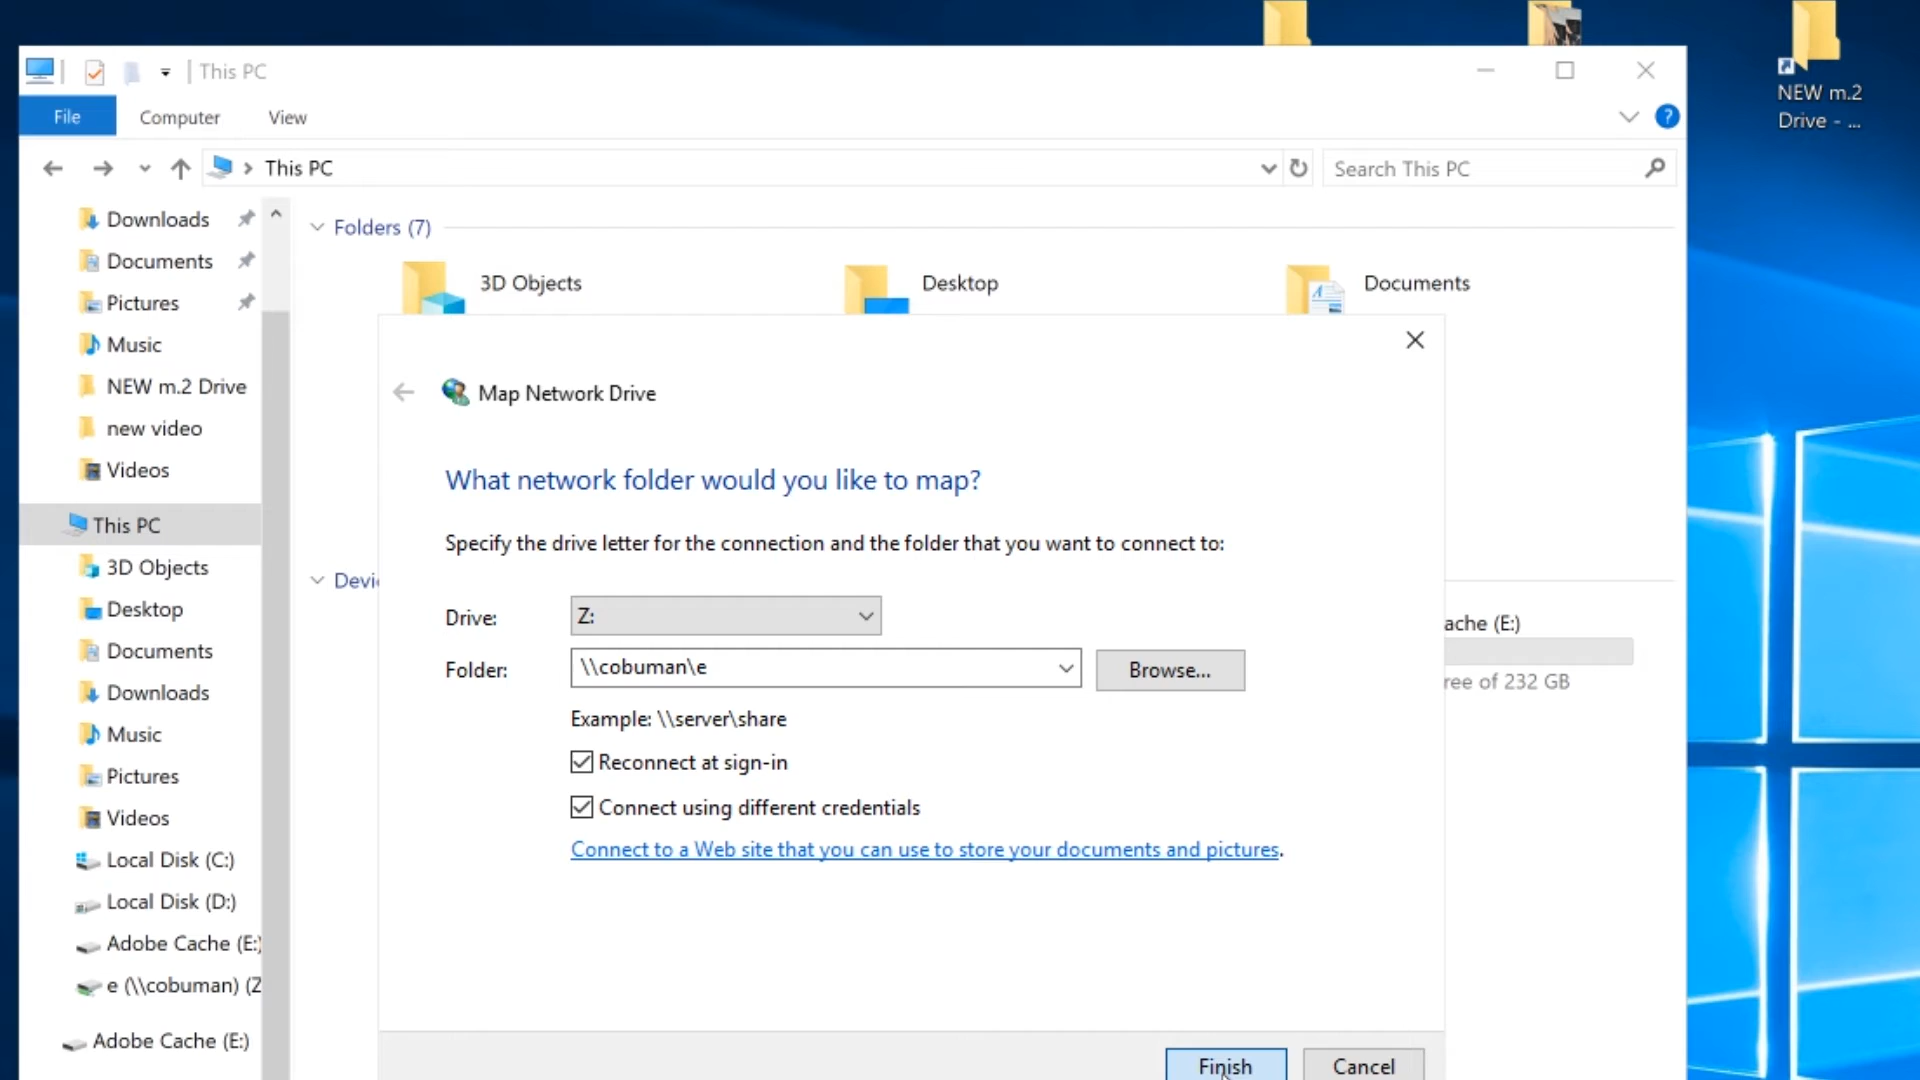 NEW m.2
Drive - ...
This PC
File
Computer
View
?
This PC
Search This PC
Downloads
Documents
Pictures
Music
NEW m.2 Drive
new video
Videos
This PC
3D Objects
Desktop
Documents
Downloads
Music
Pictures
Videos
Local Disk (C:)
Local Disk (D:)
Adobe Cache (E:)
e (\\cobuman) (Z
Adobe Cache (E:)
Folders (7)
3D Objects
Desktop
Documents
Devi
ache (E:)
ree of 232 GB
Map Network Drive
What network folder would you like to map?
Specify the drive letter for the connection and the folder that you want to connect to:
Drive:
Z:
Folder:
\\cobuman\e
Browse...
Example: \\server\share
Reconnect at sign-in
Connect using different credentials
Connect to a Web site that you can use to store your documents and pictures.
Finish
Cancel